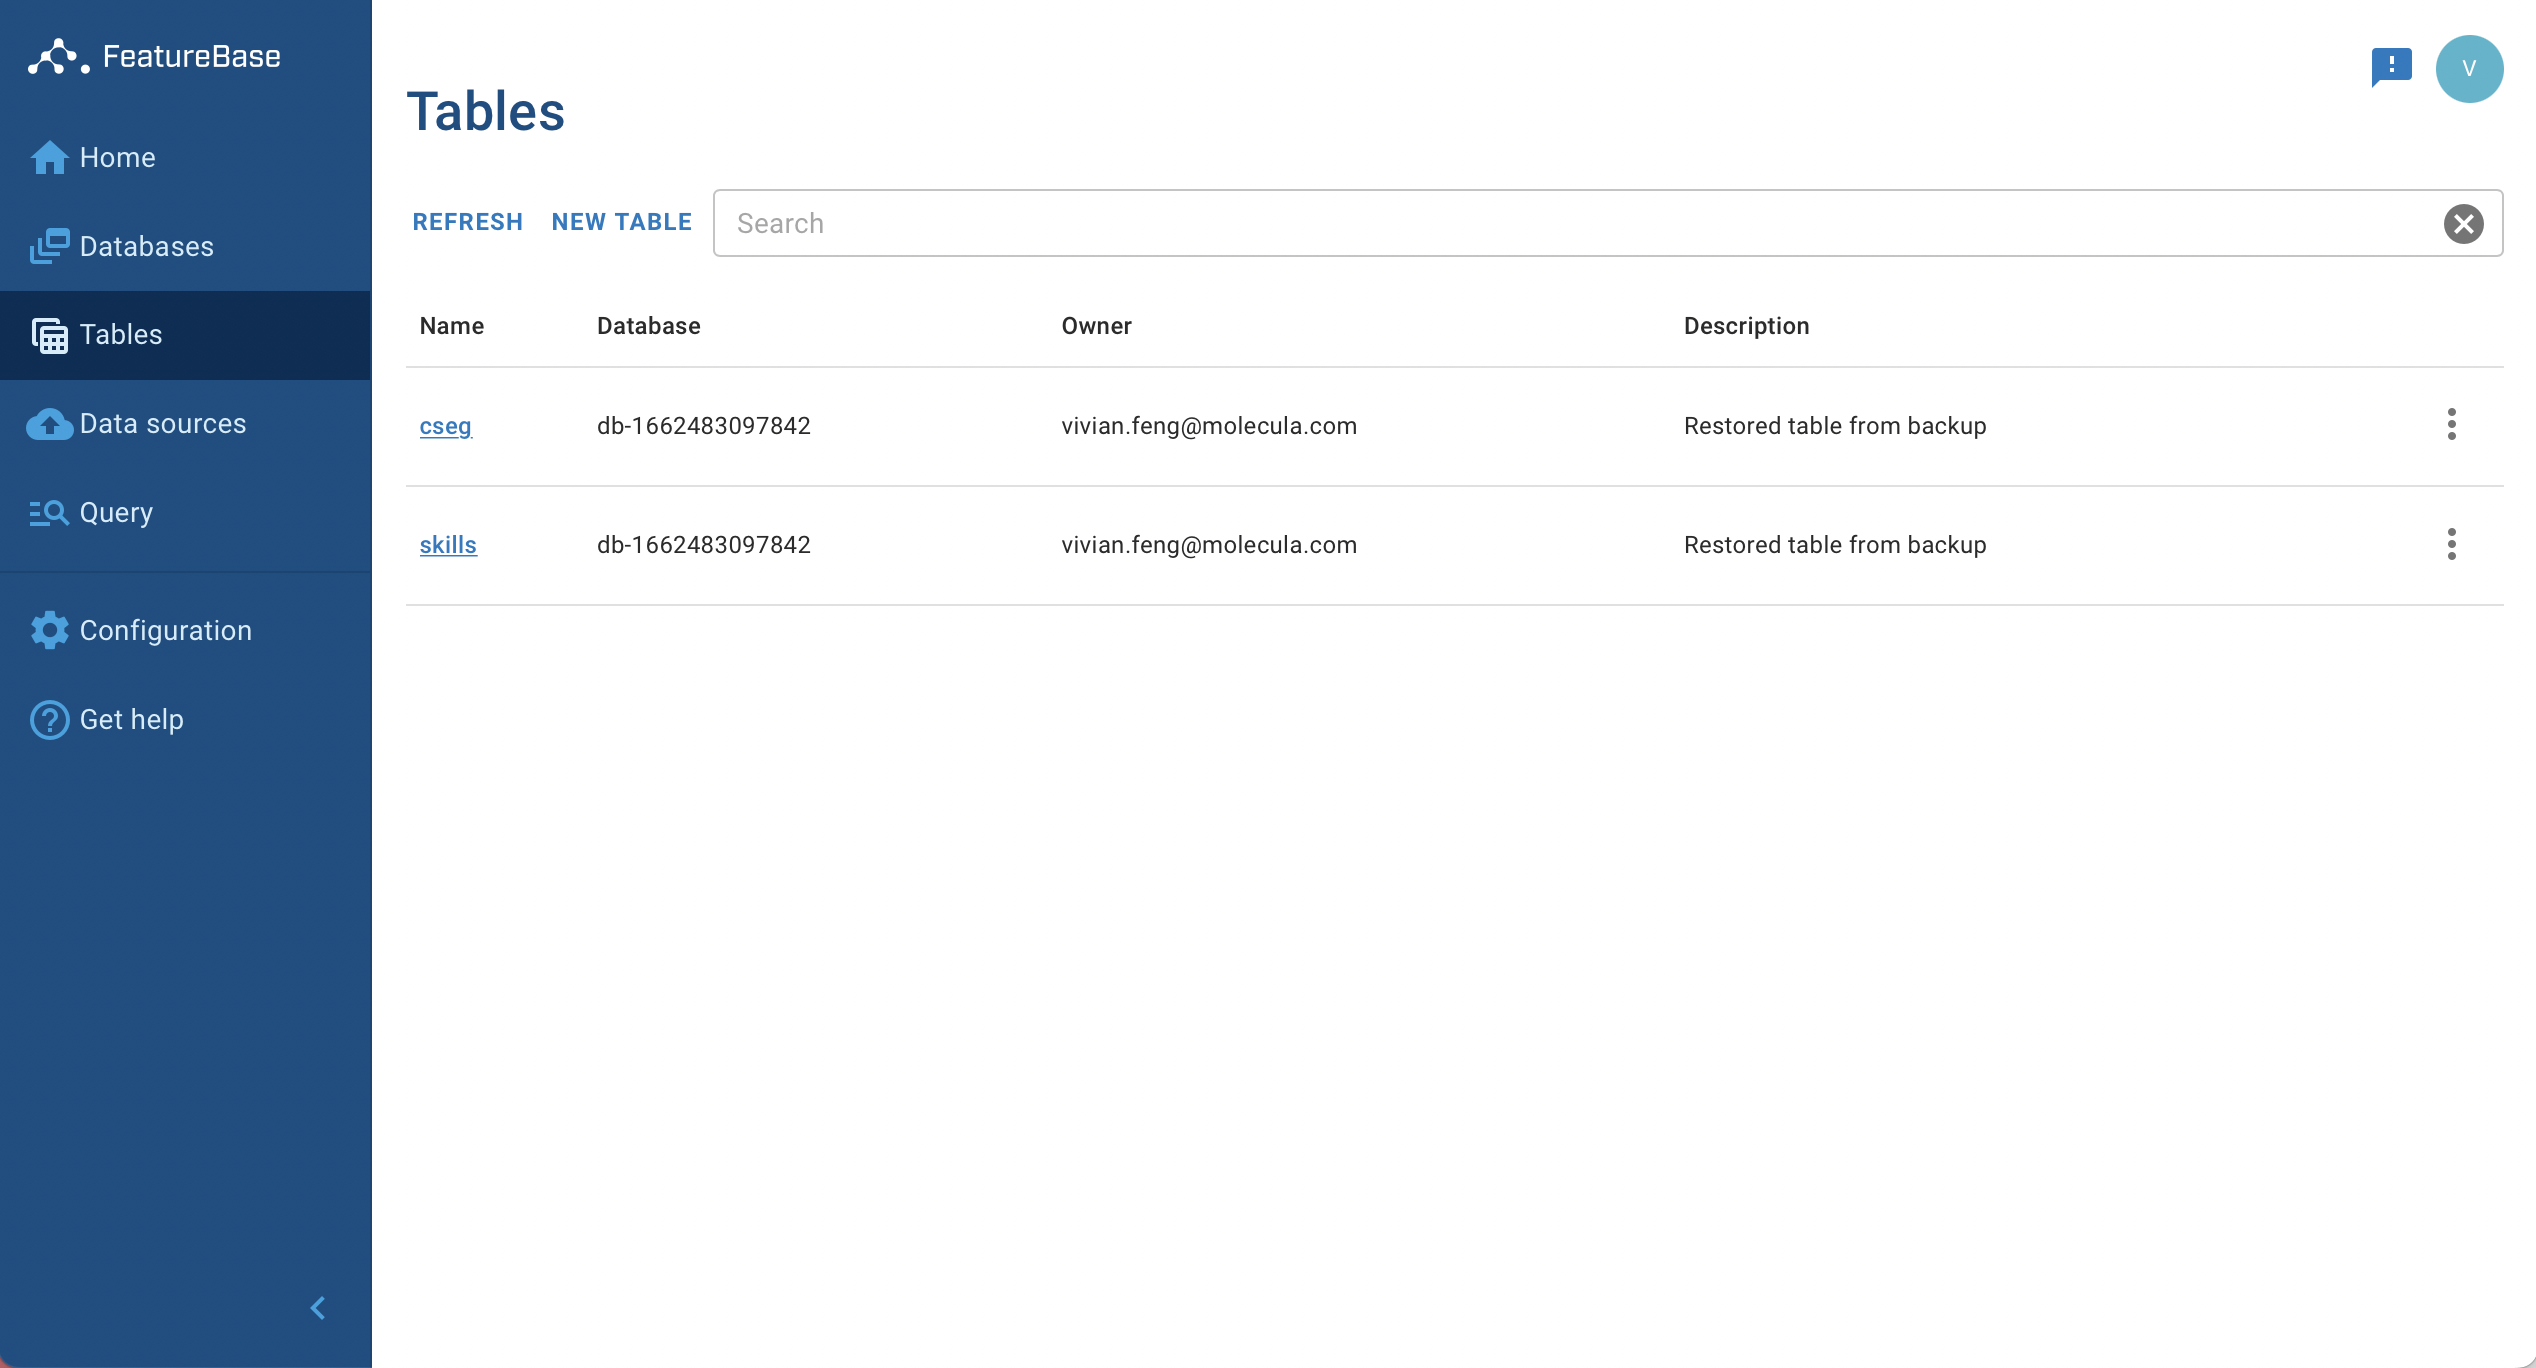 FeatureBase
Home
Databases
Tables
Data sources
Query
Configuration
Get help
V
Tables
REFRESH NEW TABLE Search
Name Database Owner Description
cseg db-1662483097842 vivian.feng@molecula.com Restored table from backup
skills db-1662483097842 vivian.feng@molecula.com Restored table from backup